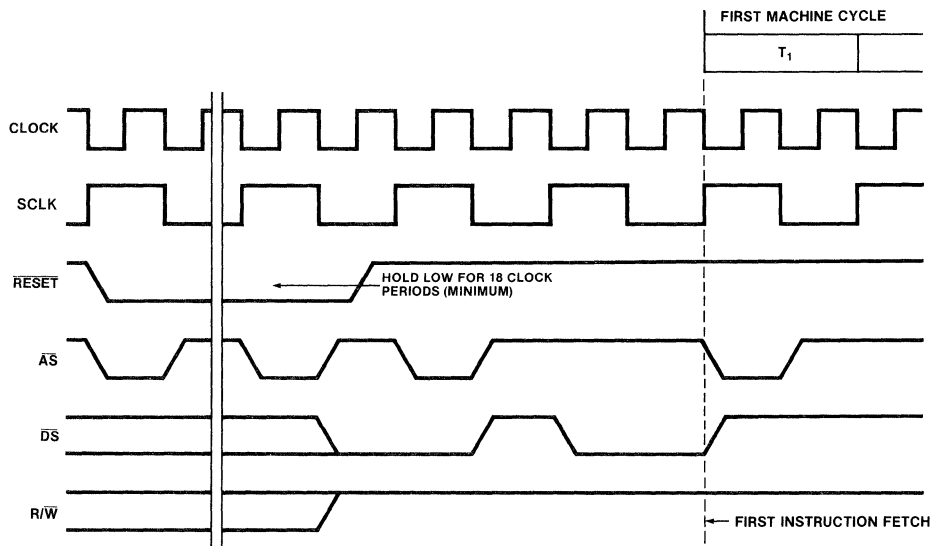 FIRST MACHINE CYCLE
T1
CLOCK
SCLK
RESET
HOLD LOW FOR 18 CLOCK
PERIODS (MINIMUM)
AS
DS
R/W
FIRST INSTRUCTION FETCH